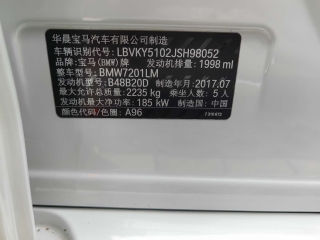 华晨宝马汽车有限公司制造
车辆识别代号: LBVKY5102JSH98052
品牌: 宝马(BMW)牌 发动机排量: 1998 ml
整车型号: BMW7201LM
发动机型号: B48B20D 制造年月: 2017.07
最大允许总质量: 2235 kg 乘坐人数: 5 人
发动机最大净功率: 185 kW 制造国: 中国
颜色代码/色圈: A96